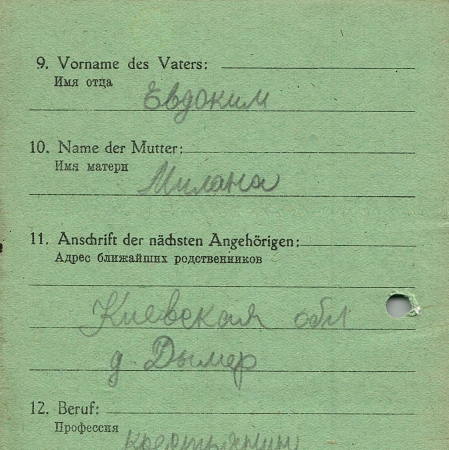 9. Vorname des Vaters:
Имя отца
Евдоким
10. Name der Mutter:
Имя матери
Милана
11. Anschrift der nächsten Angehörigen:
Адрес ближайших родственников
Киевская обл
д. Дымер
12. Beruf:
Профессия
крестьянин